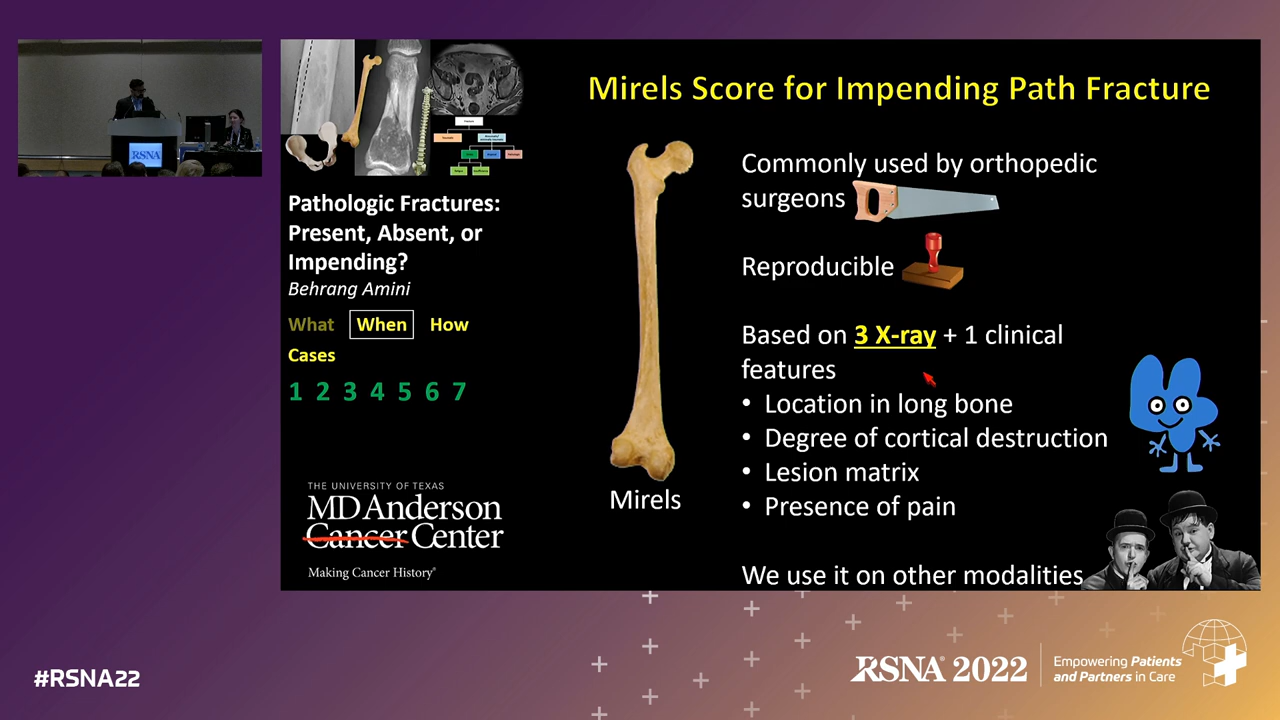 RSNA
Pathologic Fractures:
Present, Absent, or
Impending?
Behrang Amini
What When How
Cases
1 2 3 4 5 6 7
THE UNIVERSITY OF TEXAS
MD Anderson
Cancer Center
Making Cancer History®
Mirels Score for Impending Path Fracture
Mirels
Commonly used by orthopedic
surgeons
Reproducible
Based on 3 X-ray + 1 clinical
features
• Location in long bone
• Degree of cortical destruction
• Lesion matrix
• Presence of pain
We use it on other modalities
#RSNA22
RSNA® 2022
Empowering Patients
and Partners in Care